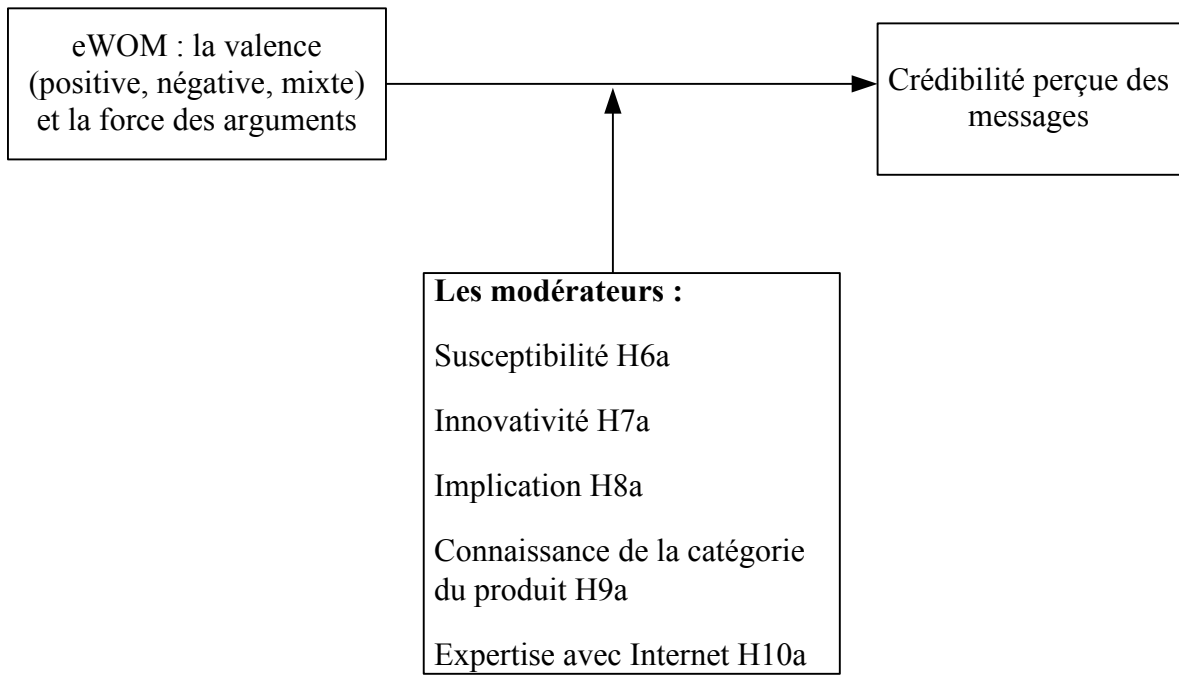 eWOM : la valence
(positive, négative, mixte)
et la force des arguments
Crédibilité perçue des
messages
Les modérateurs :
Susceptibilité H6a
Innovativité H7a
Implication H8a
Connaissance de la catégorie
du produit H9a
Expertise avec Internet H10a